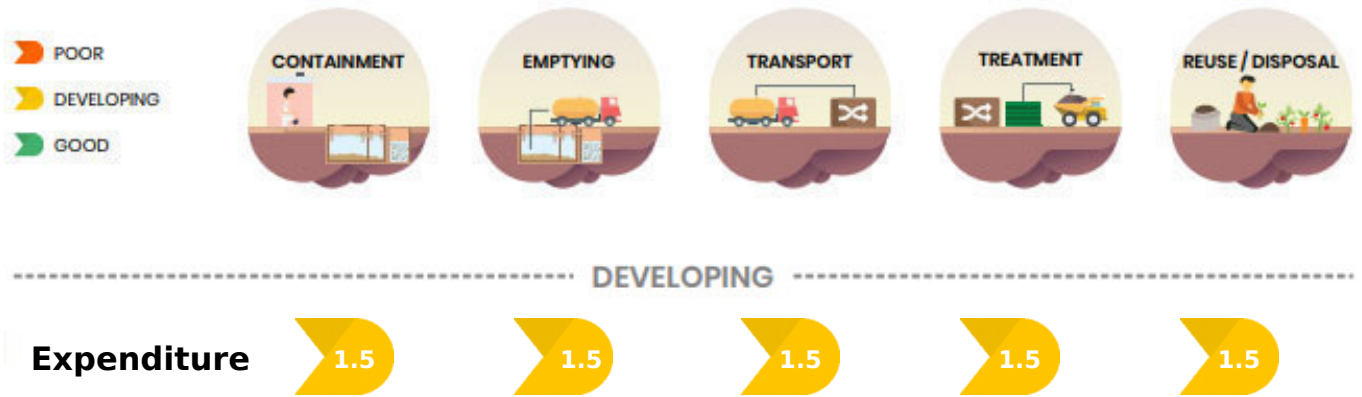 POOR
DEVELOPING
GOOD
CONTAINMENT
EMPTYING
TRANSPORT
TREATMENT
REUSE / DISPOSAL
DEVELOPING
Expenditure 1.5 1.5 1.5 1.5 1.5